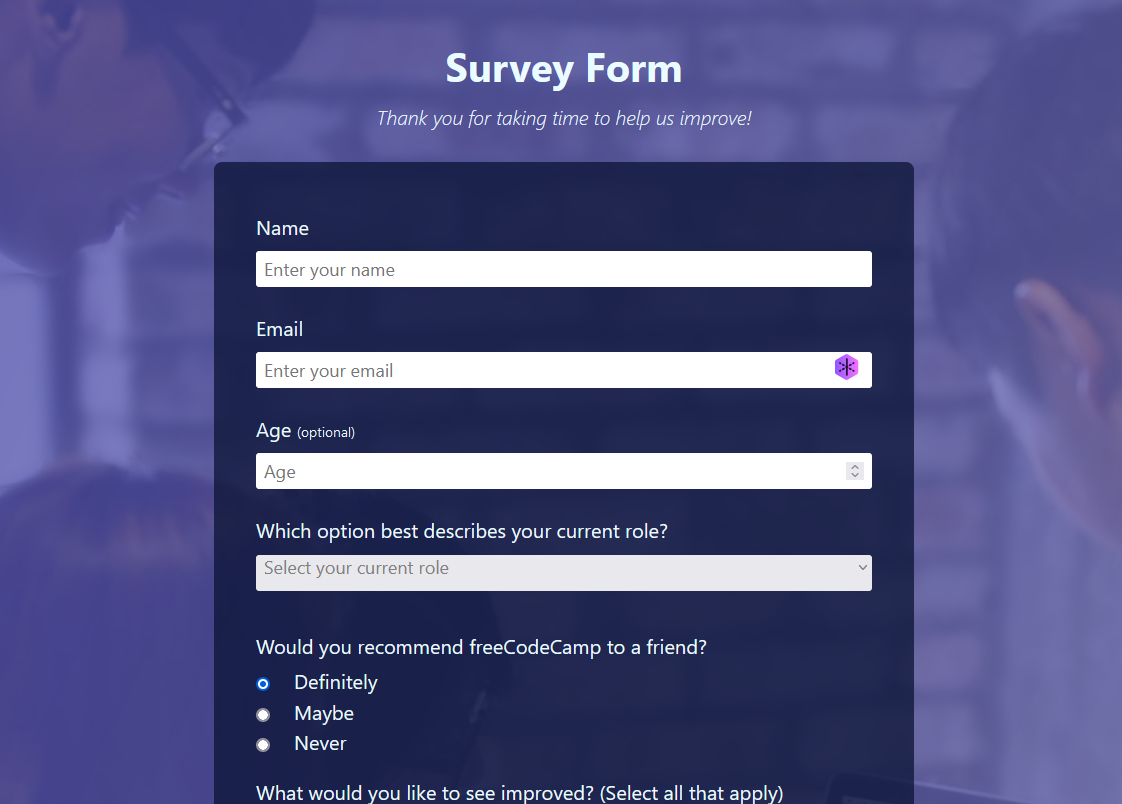 Survey Form
Thank you for taking time to help us improve!
Name
Enter your name
Email
Enter your email
Age (optional)
Age
Which option best describes your current role?
Select your current role
Would you recommend freeCodeCamp to a friend?
Definitely
Maybe
Never
What would you like to see improved? (Select all that apply)